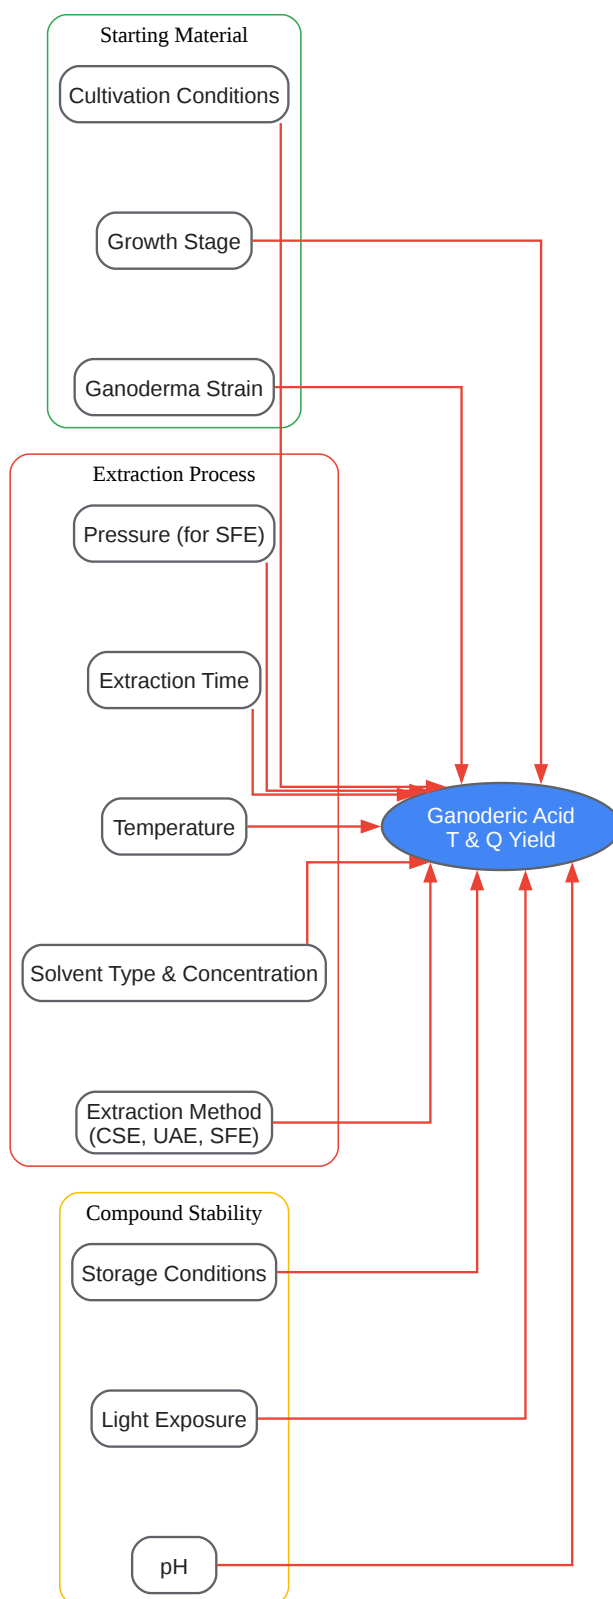 Starting Material
Cultivation Conditions
Growth Stage
Ganoderma Strain
Extraction Process
Pressure (for SFE)
Extraction Time
Temperature
Ganoderic Acid
T & Q Yield
Solvent Type & Concentration
Extraction Method
(CSE, UAE, SFE)
Compound Stability
Storage Conditions
Light Exposure
pH